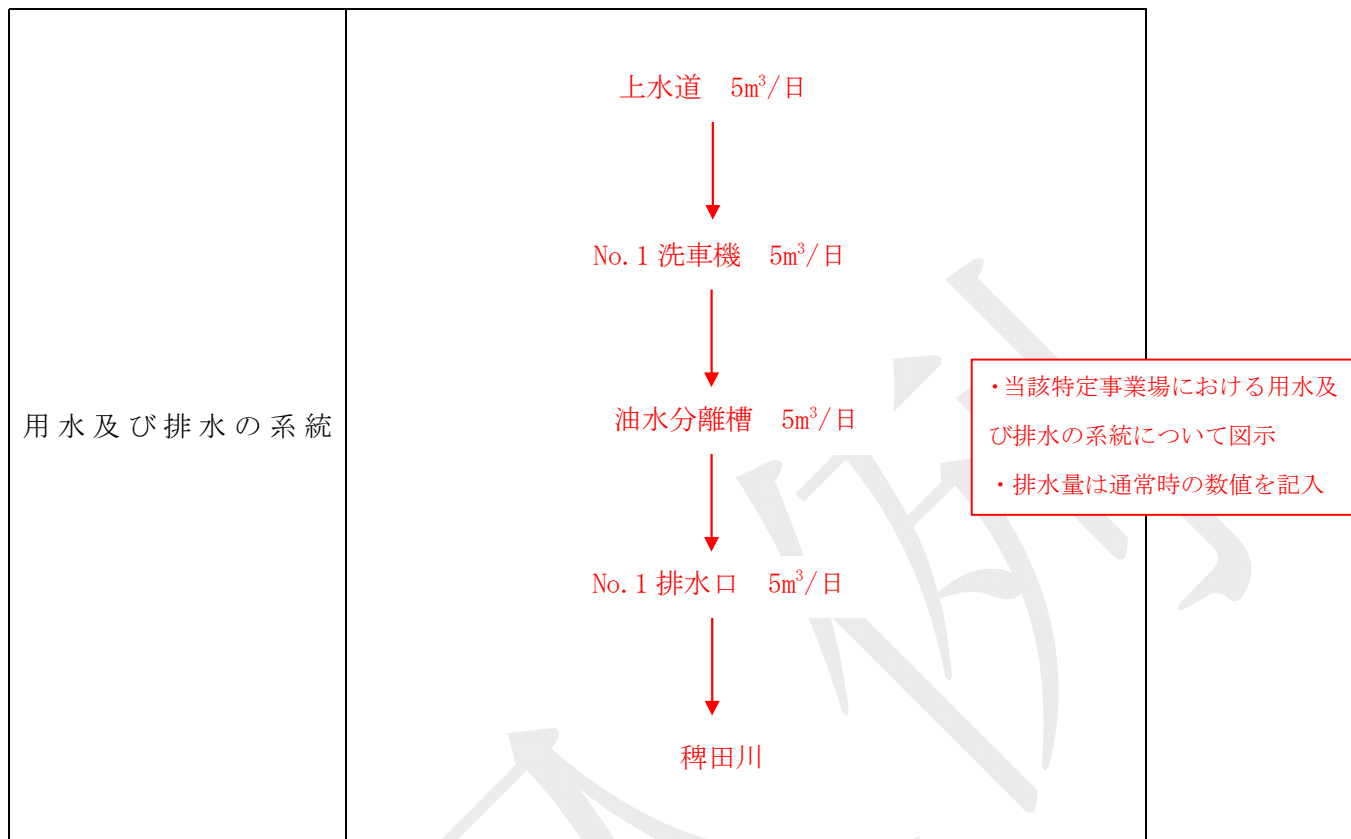 上水道　5m³/日
No.1 洗車機　5m³/日
用水及び排水の系統
油水分離槽　5m³/日
No.1 排水口　5m³/日
稗田川
・当該特定事業場における用水及
び排水の系統について図示
・排水量は通常時の数値を記入